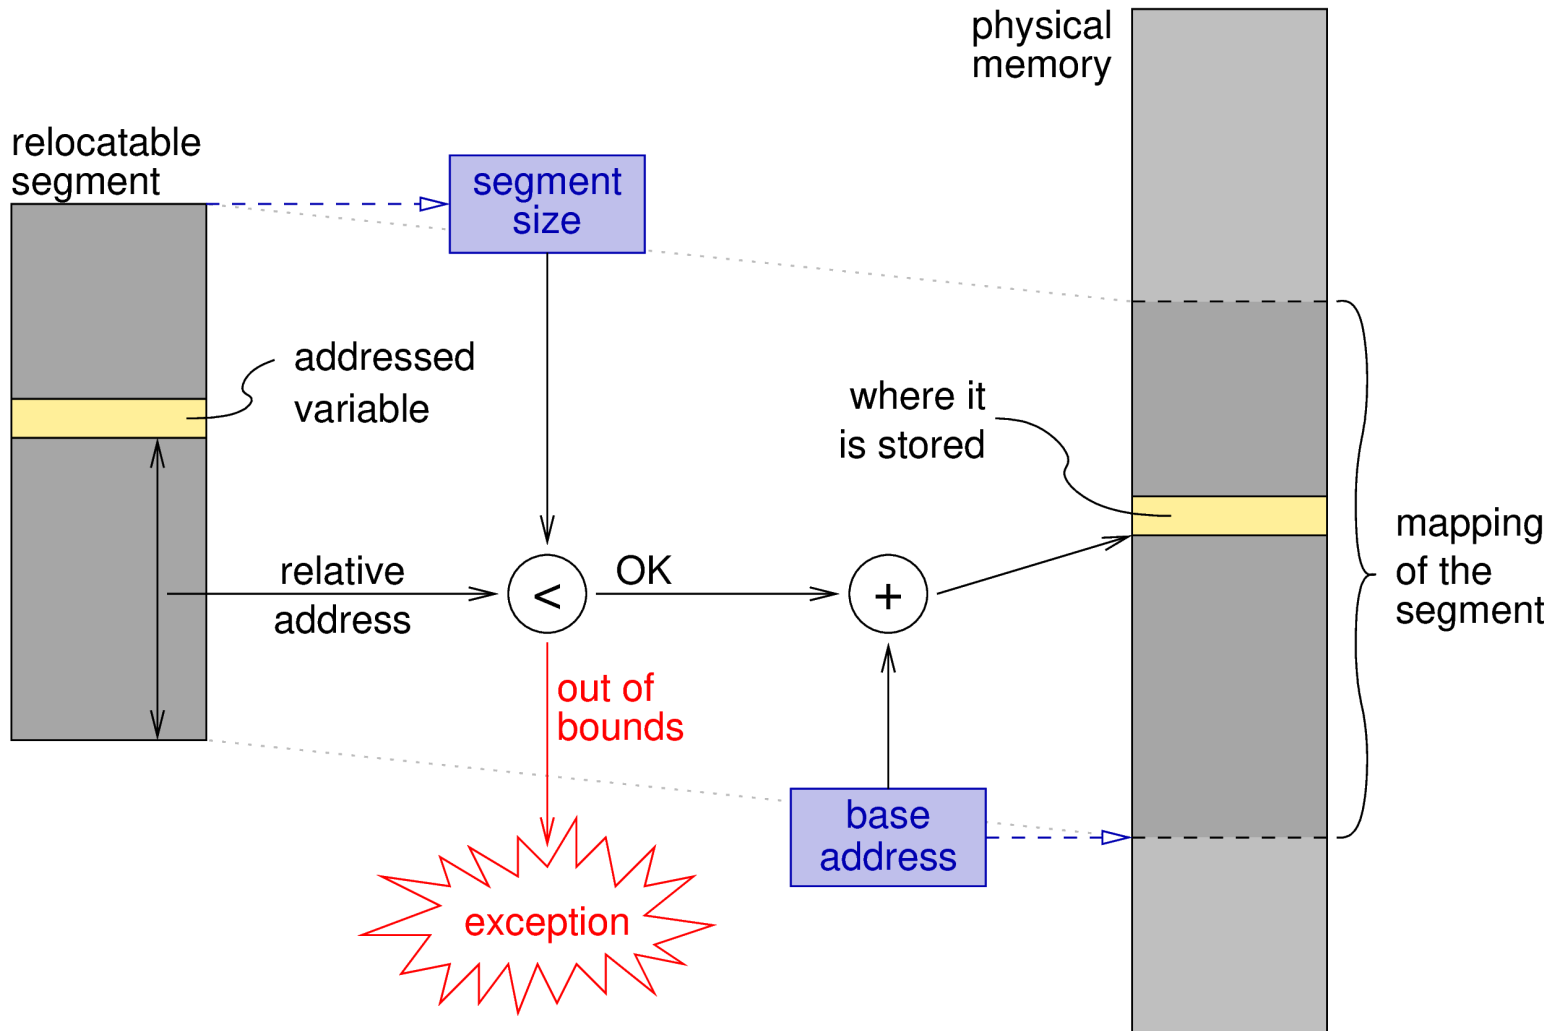 physical
memory
relocatable
segment
segment
size
addressed
variable
where it
is stored
mapping
of the
segment
relative
address
<
OK
+
out of
bounds
base
address
exception